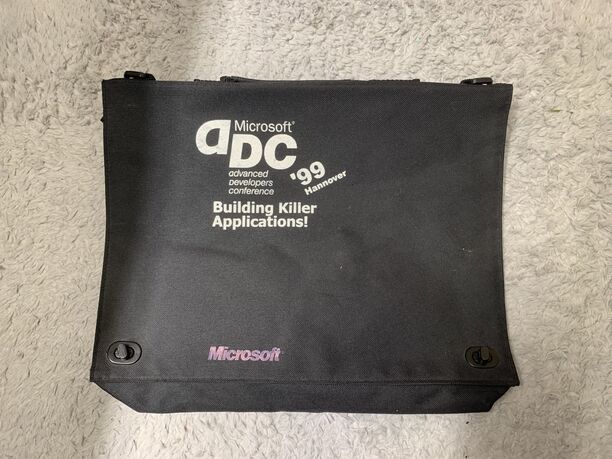 Microsoft®
aDC
advanced
Developers
conference
'99
Hannover
Building Killer
Applications!
Microsoft